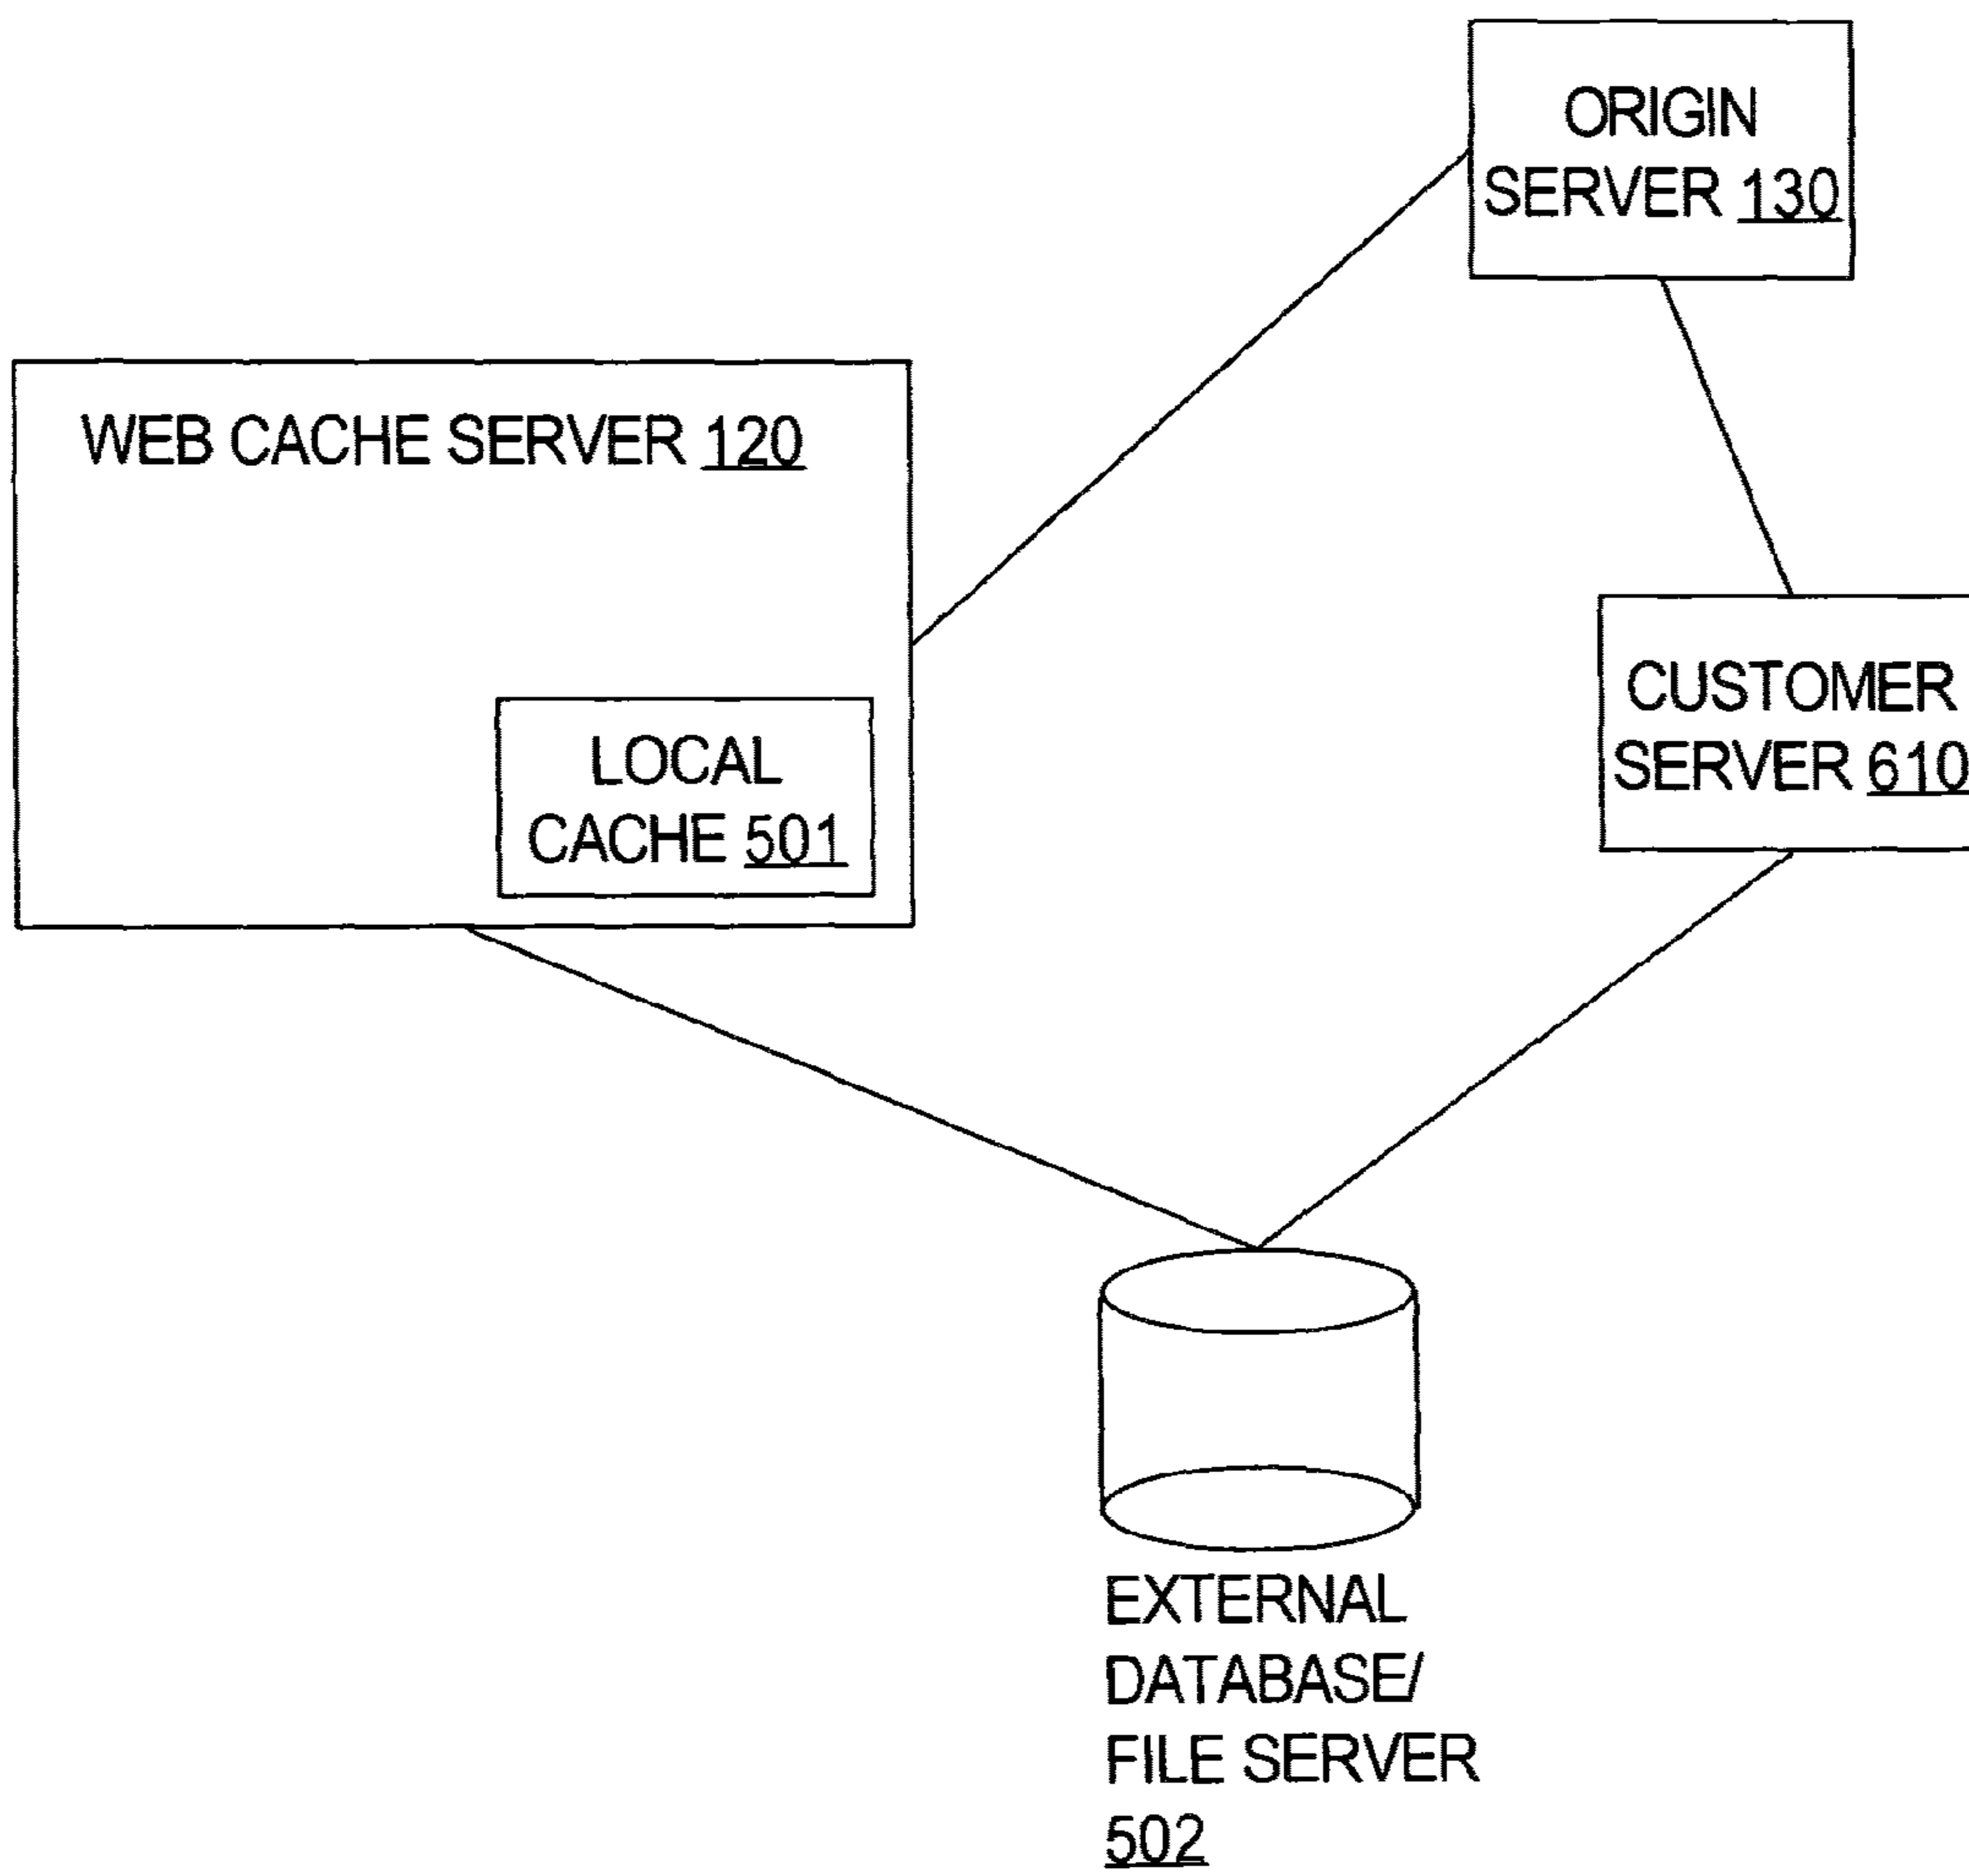 ORIGIN
SERVER 130
WEB CACHE SERVER 120
CUSTOMER
SERVER 610
LOCAL
CACHE 501
EXTERNAL
DATABASE/
FILE SERVER
502